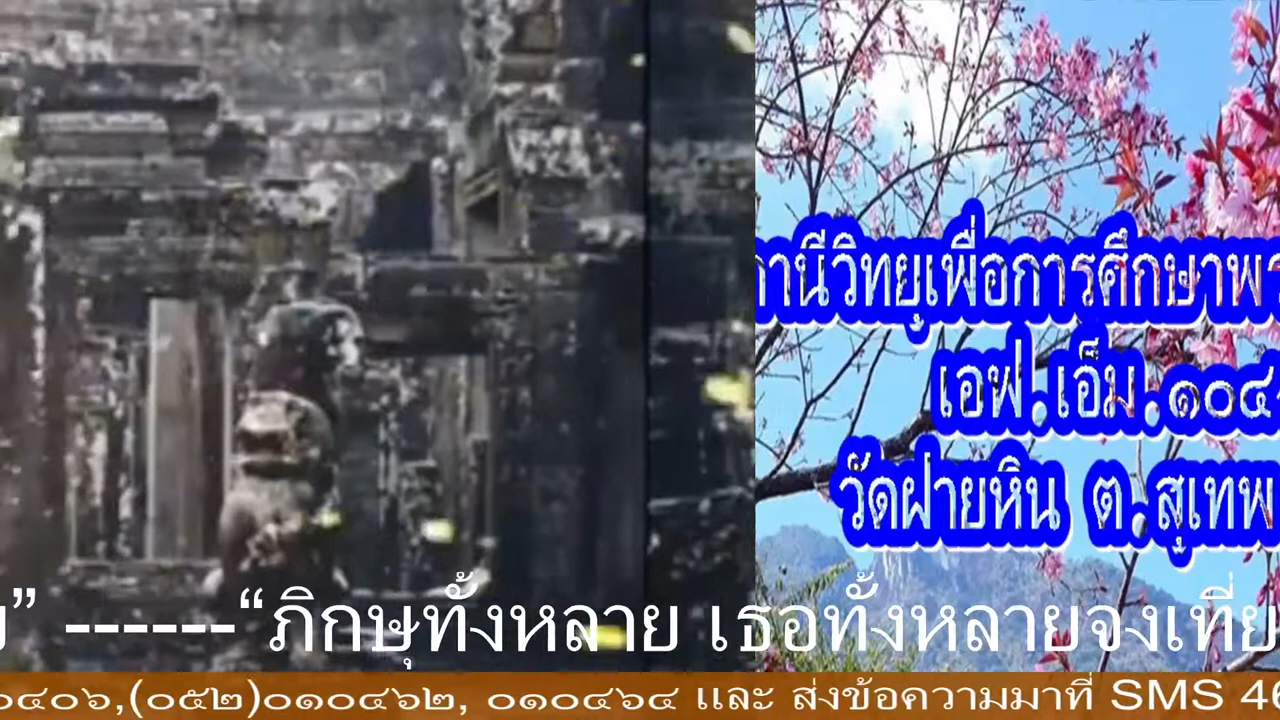 านีวิทยุเพื่อการศึกษาพร
เอฟ.เอ็ม.๑๐๔
วัดฝ่ายหิน ต.สุเทพ
” ------“ภิกษุทั้งหลาย เธอทั้งหลายจงเที่ย
๐๔๐๖,(๐๕๒)๐๑๐๔๖๒, ๐๑๐๔๖๔ และ ส่งข้อความมาที่ SMS 46